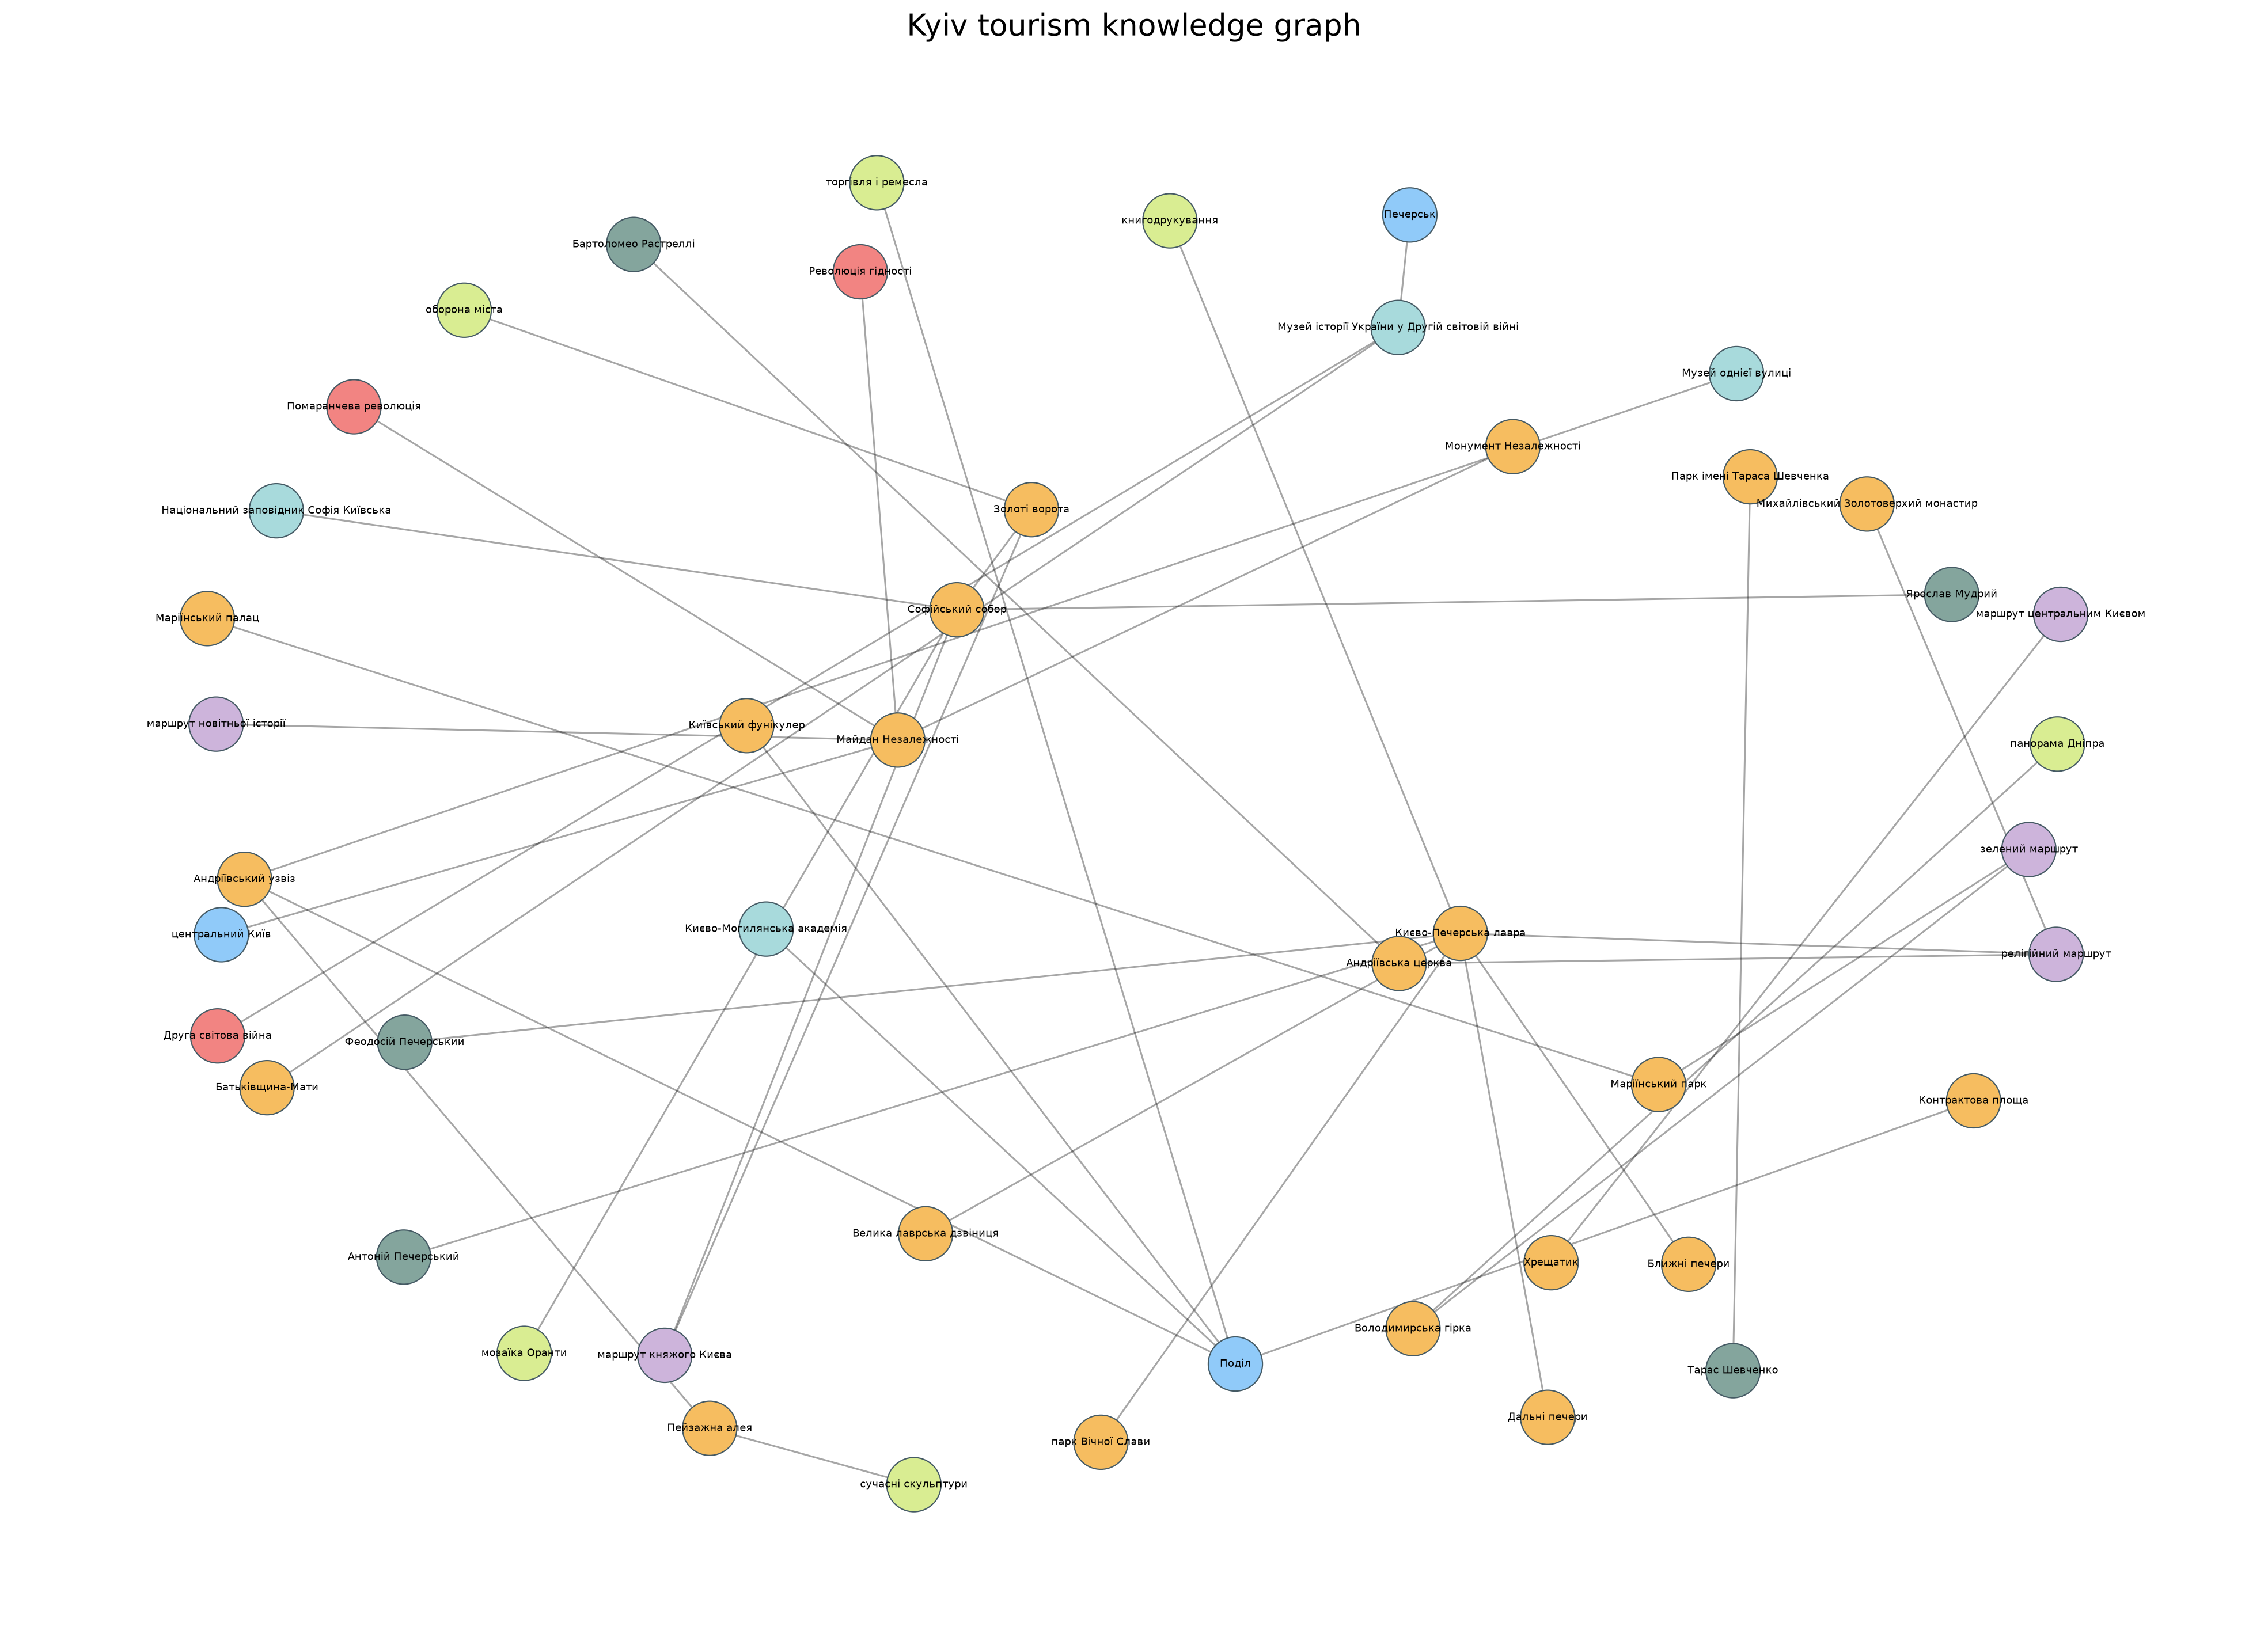 Kyiv tourism knowledge graph
торгівля і ремесла
Печерськ
книгодрукування
Бартоломео Растреллі
Революція гідності
оборона міста
Музей історії України у Другій світовій війні
Музей однієї вулиці
Помаранчева революція
Монумент Незалежності
Парк імені Тараса Шевченка
Михайлівський Золотоверхий монастир
Національний заповідник Софія Київська
Золоті ворота
Ярослав Мудрий
Софійський собор
маршрут центральним Києвом
Маріїнський палац
маршрут новітньої історії
Київський фунікулер
Майдан Незалежності
панорама Дніпра
зелений маршрут
Андріївський узвіз
Києво-Могилянська академія
Києво-Печерська лавра
центральний Київ
релігійний маршрут
Андріївська церква
Друга світова війна
Феодосій Печерський
Маріїнський парк
Батьківщина-Мати
Контрактова площа
Велика лаврська дзвіниця
Антоній Печерський
Хрещатик
Ближні печери
Володимирська гірка
мозаїка Оранти
маршрут княжого Києва
Поділ
Тарас Шевченко
Дальні печери
Пейзажна алея
парк Вічної Слави
сучасні скульптури